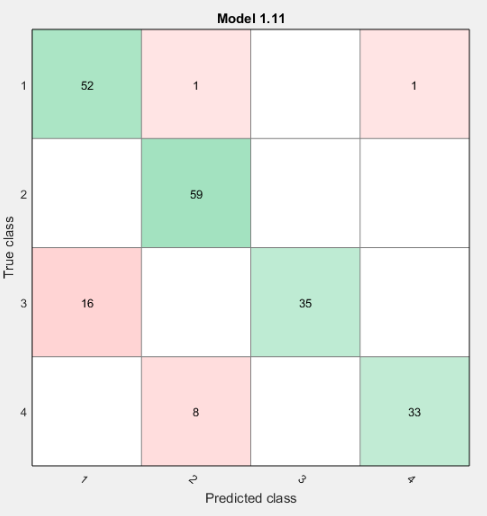 Model 1.11
1 52 1 1
2 59
3 16 35
4 8 33
1 2 3 4
Predicted class
True class